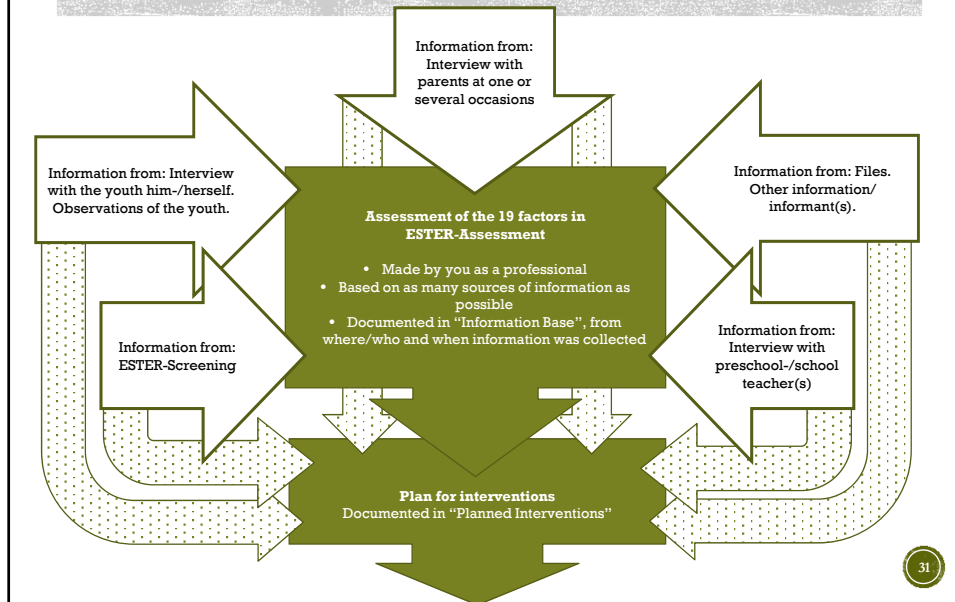 Information from:
Interview with
parents at one or
several occasions
Information from: Interview
with the youth him-/herself.
Observations of the youth.
Information from: Files.
Other information/
informant(s).
Assessment of the 19 factors in
ESTER-Assessment
• Made by you as a professional
• Based on as many sources of information as
possible
• Documented in “Information Base”, from
where/who and when information was collected
Information from:
ESTER-Screening
Information from:
Interview with
preschool-/school
teacher(s)
Plan for interventions
Documented in “Planned Interventions”
31